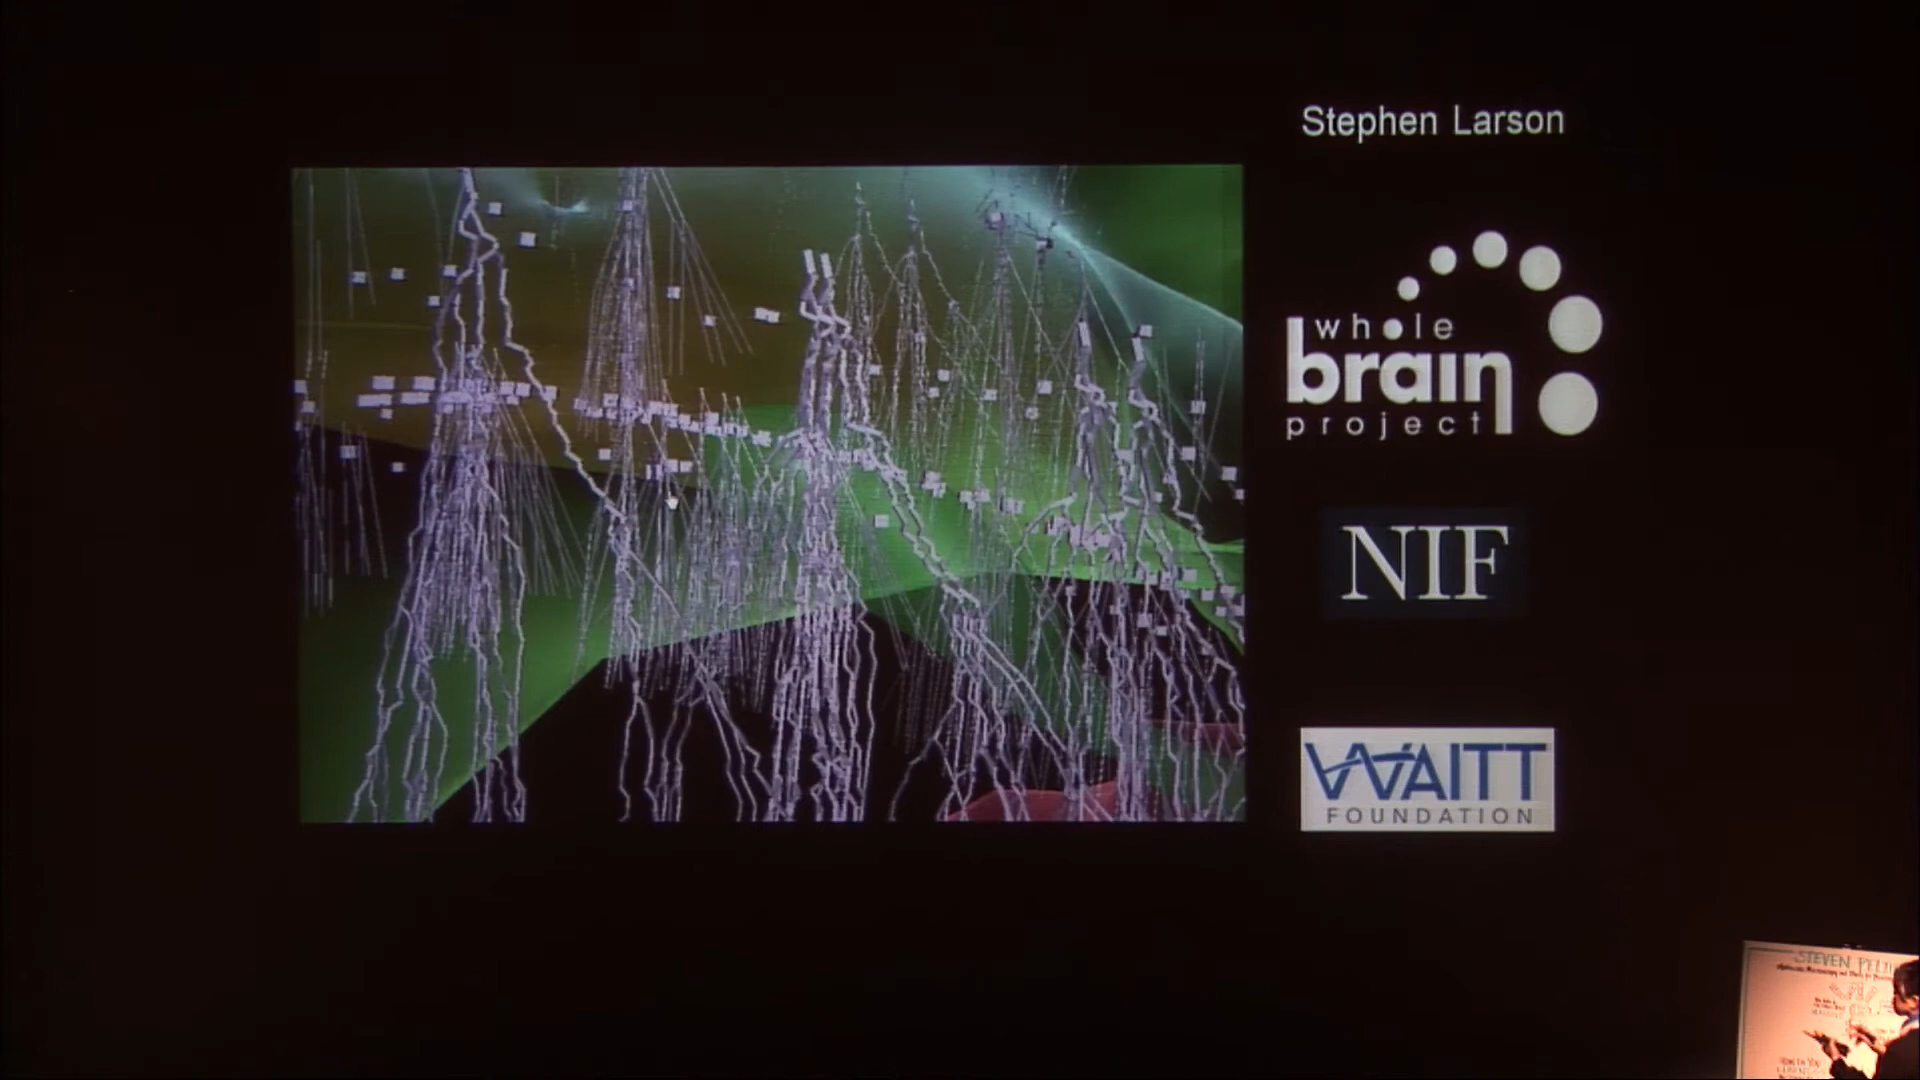 Stephen Larson
whole
brain
project
NIF
WAITT
FOUNDATION
STEVEN